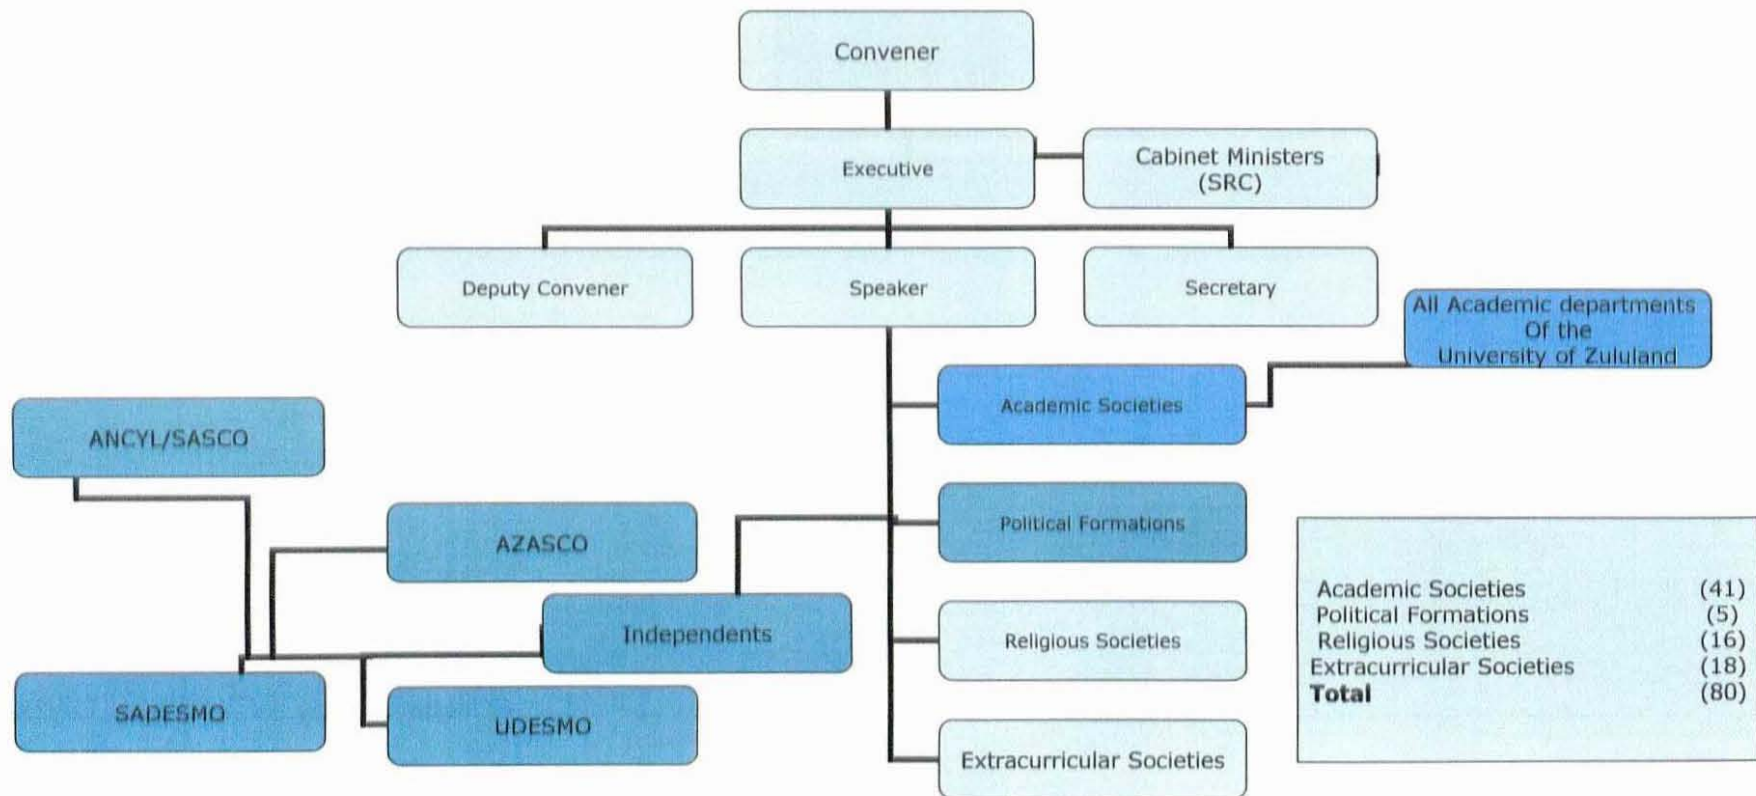 Convener
Executive
Cabinet Ministers
(SRC)
Deputy Convener
Speaker
Secretary
All Academic departments
Of the
University of Zululand
Academic Societies
ANCYL/SASCO
AZASCO
Political Formations
Independents
Religious Societies
SADESMO
UDESMO
Extracurricular Societies
Academic Societies (41)
Political Formations (5)
Religious Societies (16)
Extracurricular Societies (18)
Total (80)